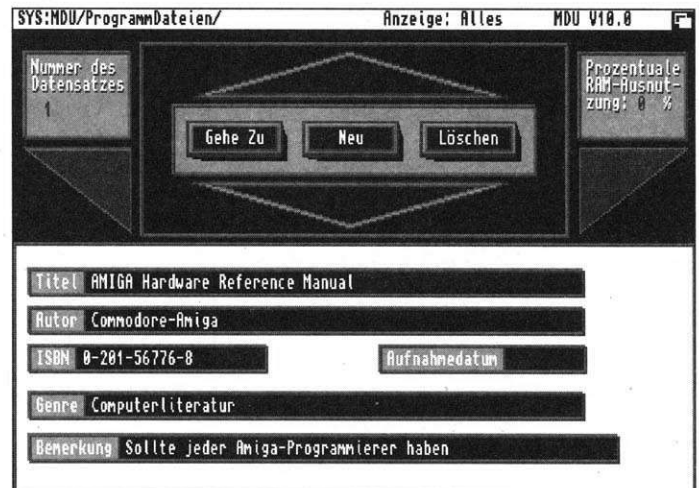 SYS:MDU/ProgrammDateien/ Anzeige: Alles MDU V10.0
Nummer des
Datensatzes
1
Prozentuale
RAM-Ausnut-
zung: 0 %
Gehe Zu Neu Löschen
Titel AMIGA Hardware Reference Manual
Autor Commodore-Amiga
ISBN 0-201-56776-8 Aufnahmedatum
Genre Computerliteratur
Bemerkung Sollte jeder Amiga-Programmierer haben